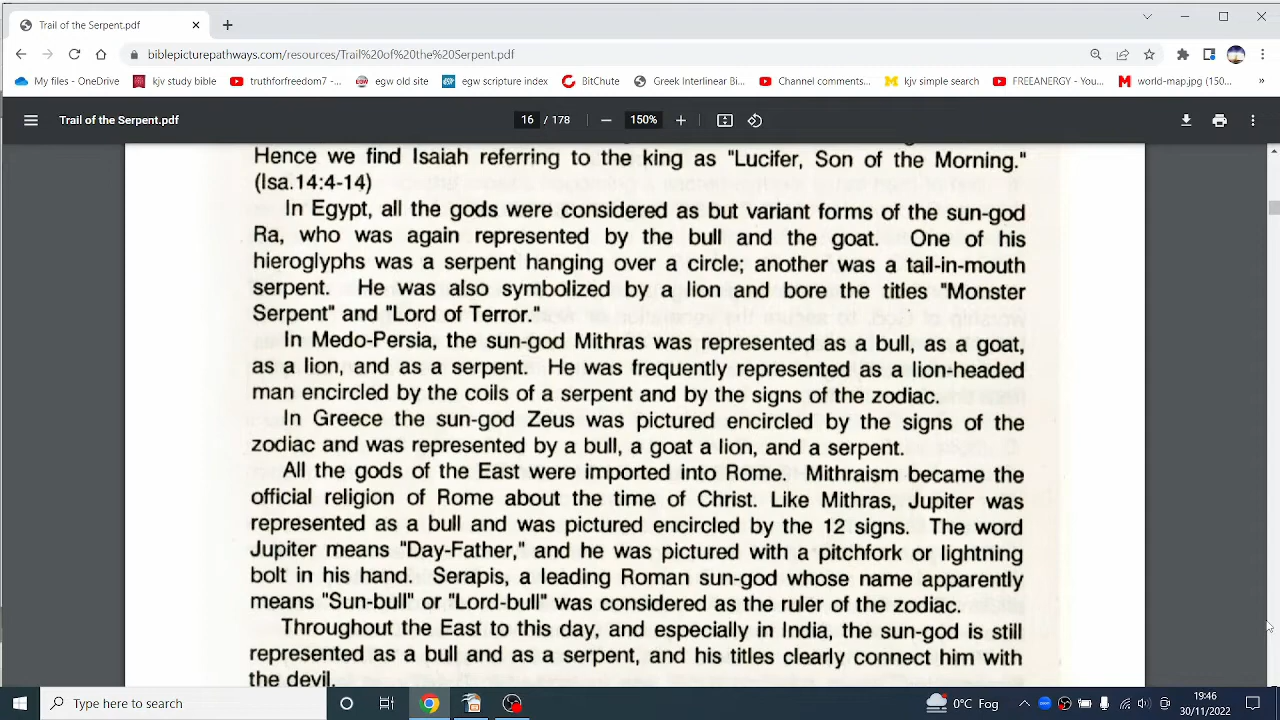 Trail of the Serpent.pdf
biblepicturepathways.com/resources/Trail%20of%20the%20Serpent.pdf
My files - OneDrive
kjv study bible
truthforfreedom7 -...
egw old site
egw scripture index
BitChute
Greek Interlinear Bi...
Channel comments...
kjv simple search
FREEANERGY - You...
world-map.jpg (150...
Trail of the Serpent.pdf
16 / 178
150%
Hence we find Isaiah referring to the king as "Lucifer, Son of the Morning."
(Isa.14:4-14)
In Egypt, all the gods were considered as but variant forms of the sun-god
Ra, who was again represented by the bull and the goat. One of his
hieroglyphs was a serpent hanging over a circle; another was a tail-in-mouth
serpent. He was also symbolized by a lion and bore the titles "Monster
Serpent" and "Lord of Terror."
In Medo-Persia, the sun-god Mithras was represented as a bull, as a goat,
as a lion, and as a serpent. He was frequently represented as a lion-headed
man encircled by the coils of a serpent and by the signs of the zodiac.
In Greece the sun-god Zeus was pictured encircled by the signs of the
zodiac and was represented by a bull, a goat a lion, and a serpent.
All the gods of the East were imported into Rome. Mithraism became the
official religion of Rome about the time of Christ. Like Mithras, Jupiter was
represented as a bull and was pictured encircled by the 12 signs. The word
Jupiter means "Day-Father," and he was pictured with a pitchfork or lightning
bolt in his hand. Serapis, a leading Roman sun-god whose name apparently
means "Sun-bull" or "Lord-bull" was considered as the ruler of the zodiac.
Throughout the East to this day, and especially in India, the sun-god is still
represented as a bull and as a serpent, and his titles clearly connect him with
the devil.
Type here to search
0°C Fog
19:46
30/11/2022